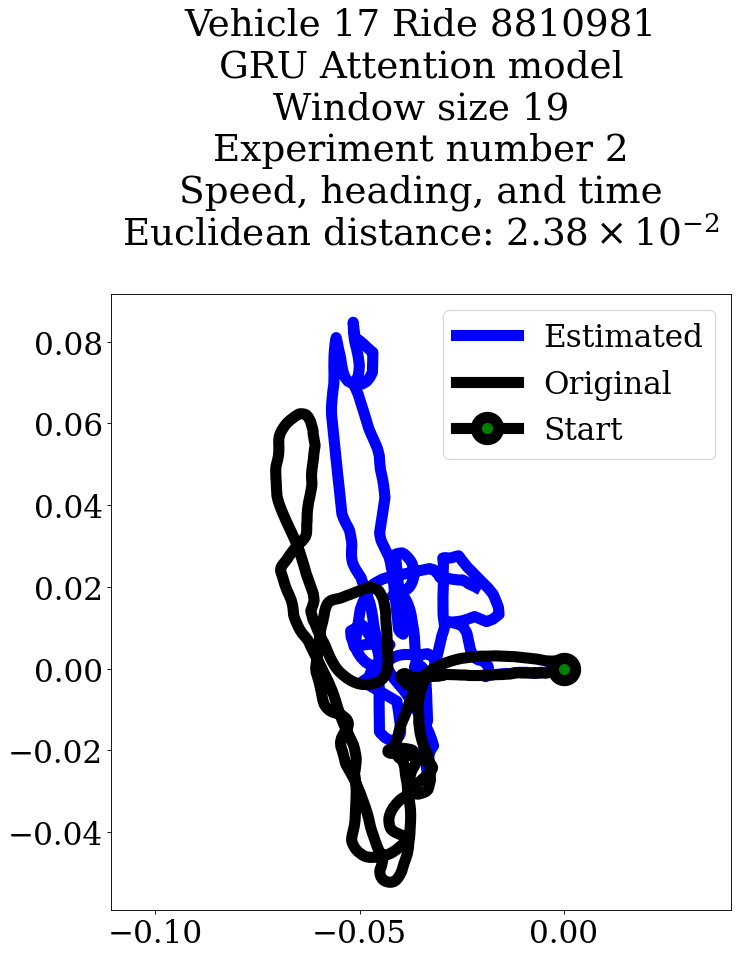 Vehicle 17 Ride 8810981
GRU Attention model
Window size 19
Experiment number 2
Speed, heading, and time
Euclidean distance: 2.38 × 10⁻²
Estimated
Original
Start
0.08
0.06
0.04
0.02
0.00
−0.02
−0.04
−0.10
−0.05
0.00